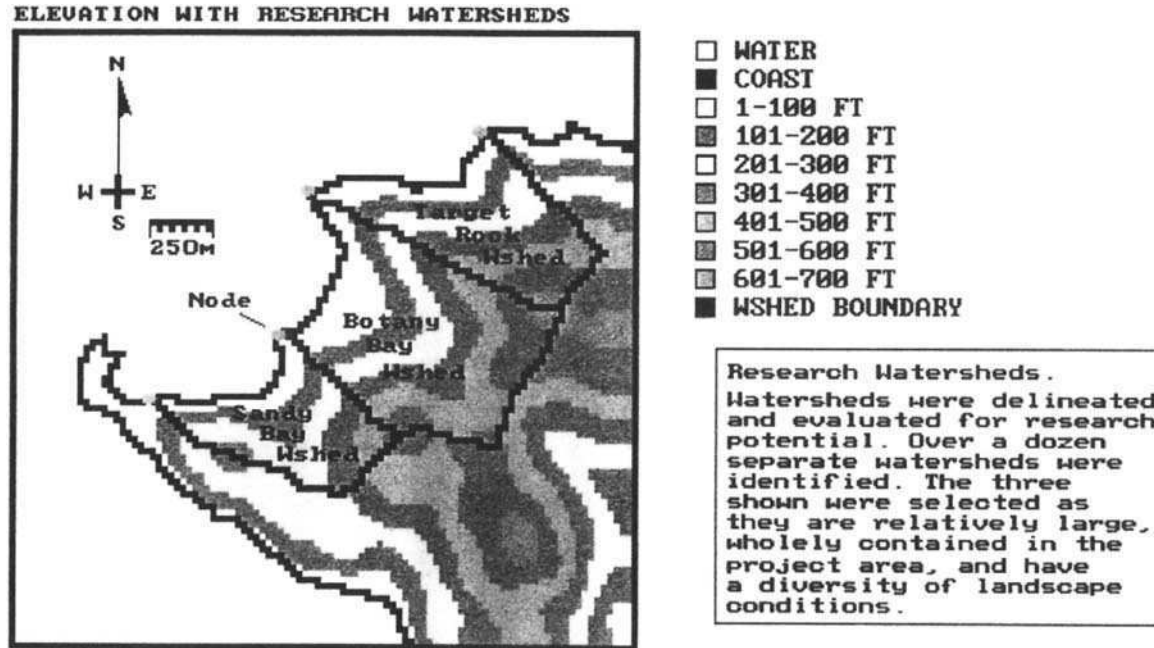 ELEVATION WITH RESEARCH WATERSHEDS
N
W E
S
250M
Node
Target
Rock
Wshed
Botany
Bay
Wshed
Sandy
Bay
Wshed
WATER
COAST
1-100 FT
101-200 FT
201-300 FT
301-400 FT
401-500 FT
501-600 FT
601-700 FT
WSHED BOUNDARY
Research Watersheds.
Watersheds were delineated
and evaluated for research
potential. Over a dozen
separate watersheds were
identified. The three
shown were selected as
they are relatively large,
wholely contained in the
project area, and have
a diversity of landscape
conditions.